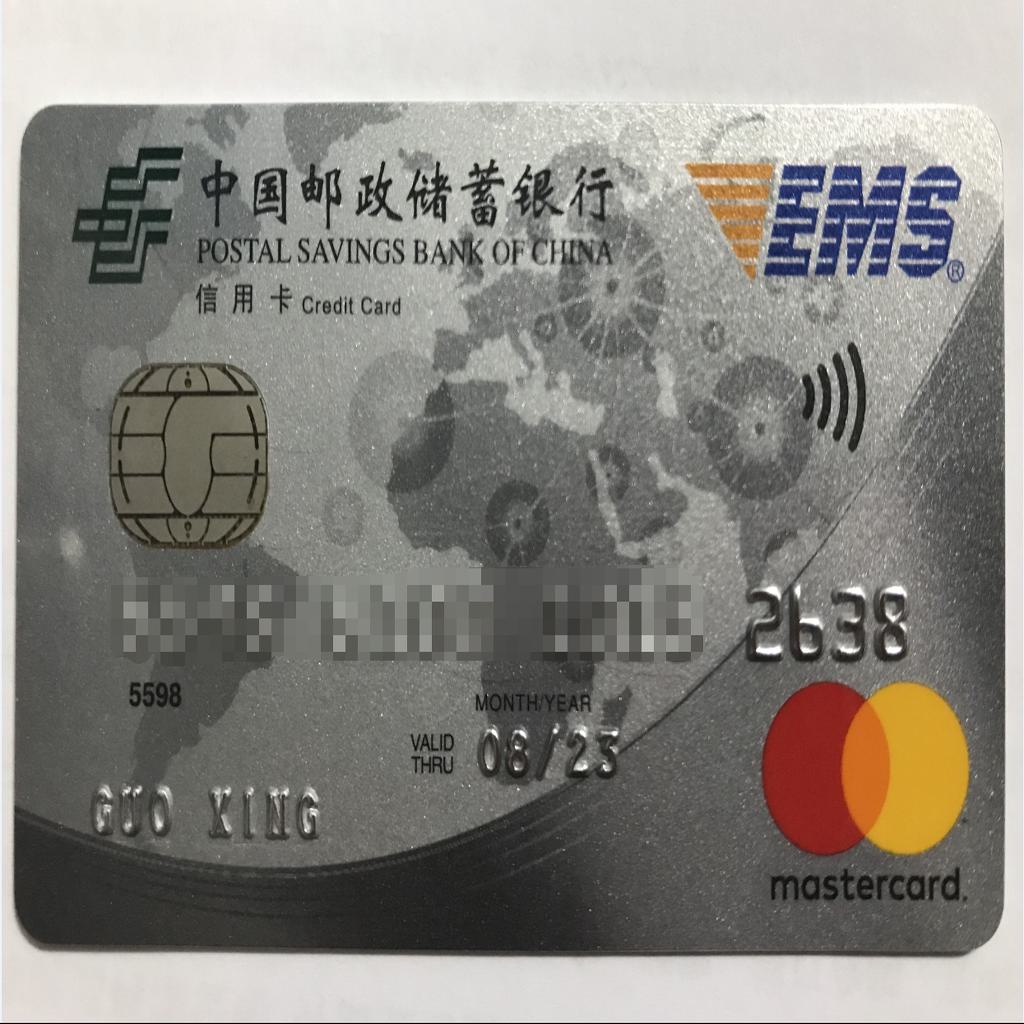 中国邮政储蓄银行
POSTAL SAVINGS BANK OF CHINA
信用卡 Credit Card
EMS®
2638
5598
MONTH/YEAR
VALID THRU 08/23
GUO XING
mastercard.